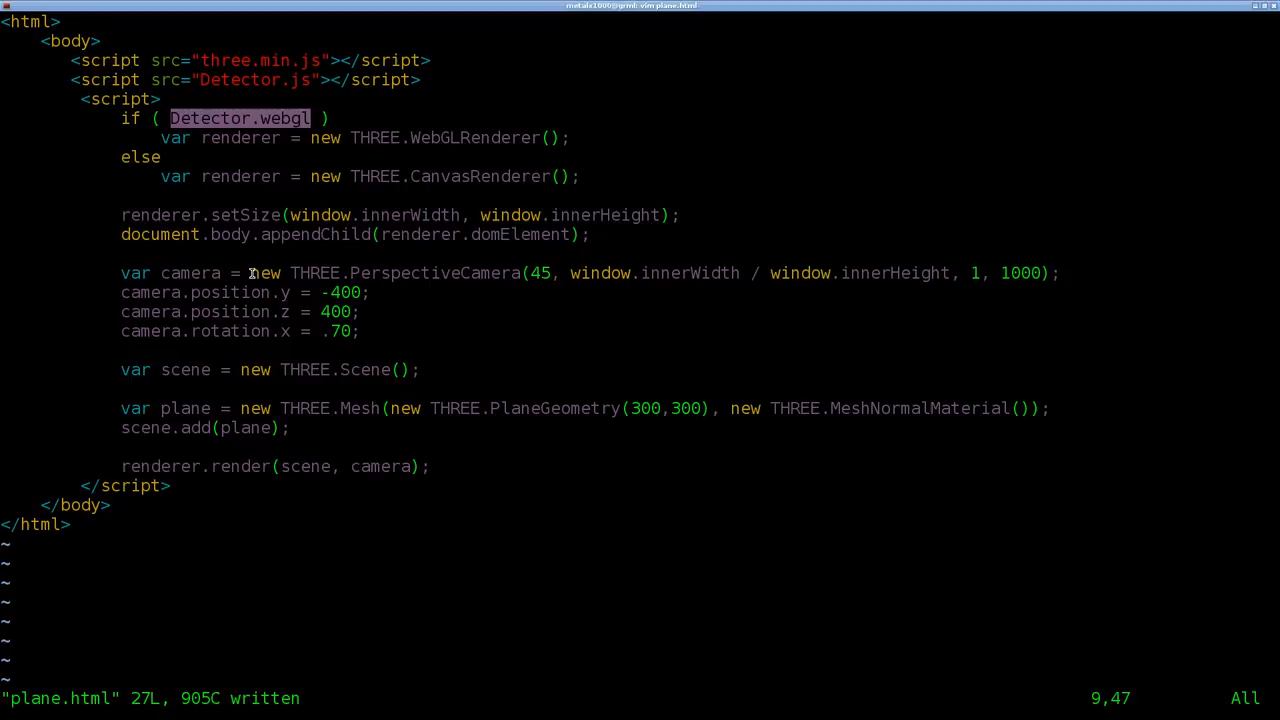 metalx1000@grml: vim plane.html
<html>
    <body>
       <script src="three.min.js"></script>
       <script src="Detector.js"></script>
        <script>
            if ( Detector.webgl )
                var renderer = new THREE.WebGLRenderer();
            else
                var renderer = new THREE.CanvasRenderer();
            renderer.setSize(window.innerWidth, window.innerHeight);
            document.body.appendChild(renderer.domElement);
            var camera = new THREE.PerspectiveCamera(45, window.innerWidth / window.innerHeight, 1, 1000);
            camera.position.y = -400;
            camera.position.z = 400;
            camera.rotation.x = .70;
            var scene = new THREE.Scene();
            var plane = new THREE.Mesh(new THREE.PlaneGeometry(300,300), new THREE.MeshNormalMaterial());
            scene.add(plane);
            renderer.render(scene, camera);
        </script>
    </body>
</html>
~
~
~
~
~
~
~
~
"plane.html" 27L, 905C written 9,47 All